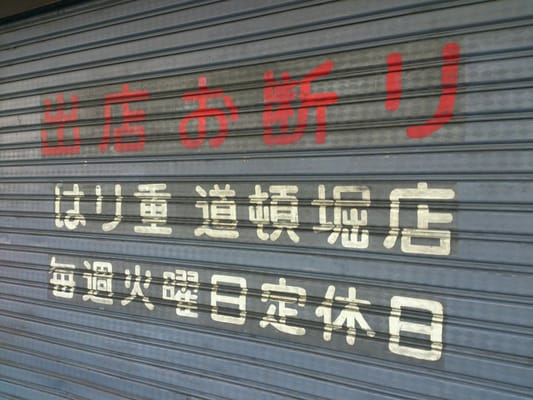 出店お断り
はり重 道頓堀店
毎週火曜日定休日